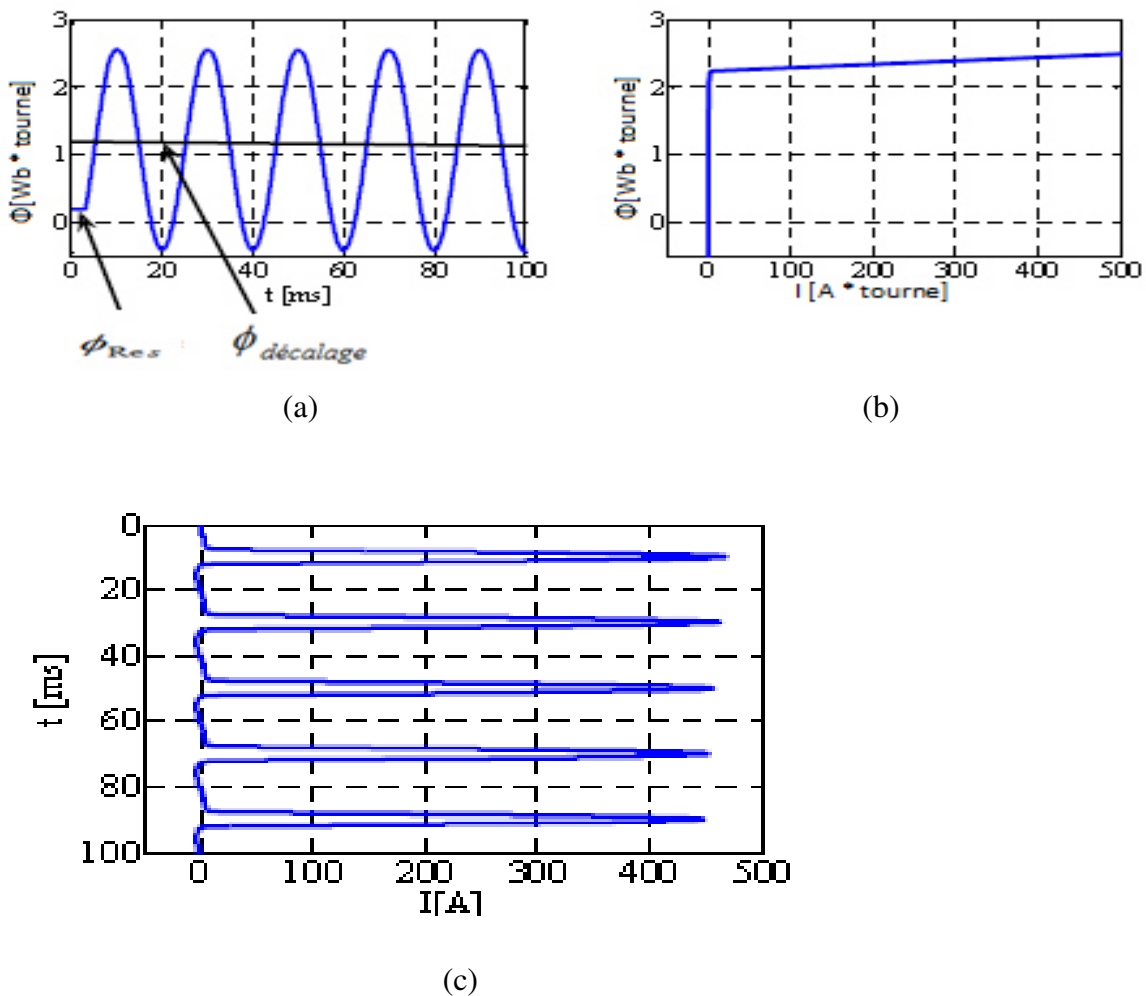 3
2
1
0
Φ[Wb * tourne]
0 20 40 60 80 100
t [ms]
ϕRes
ϕdécalage
(a)
3
2
1
0
Φ[Wb * tourne]
0 100 200 300 400 500
I [A * tourne]
(b)
0
20
40
60
80
100
t [ms]
0 100 200 300 400 500
I[A]
(c)